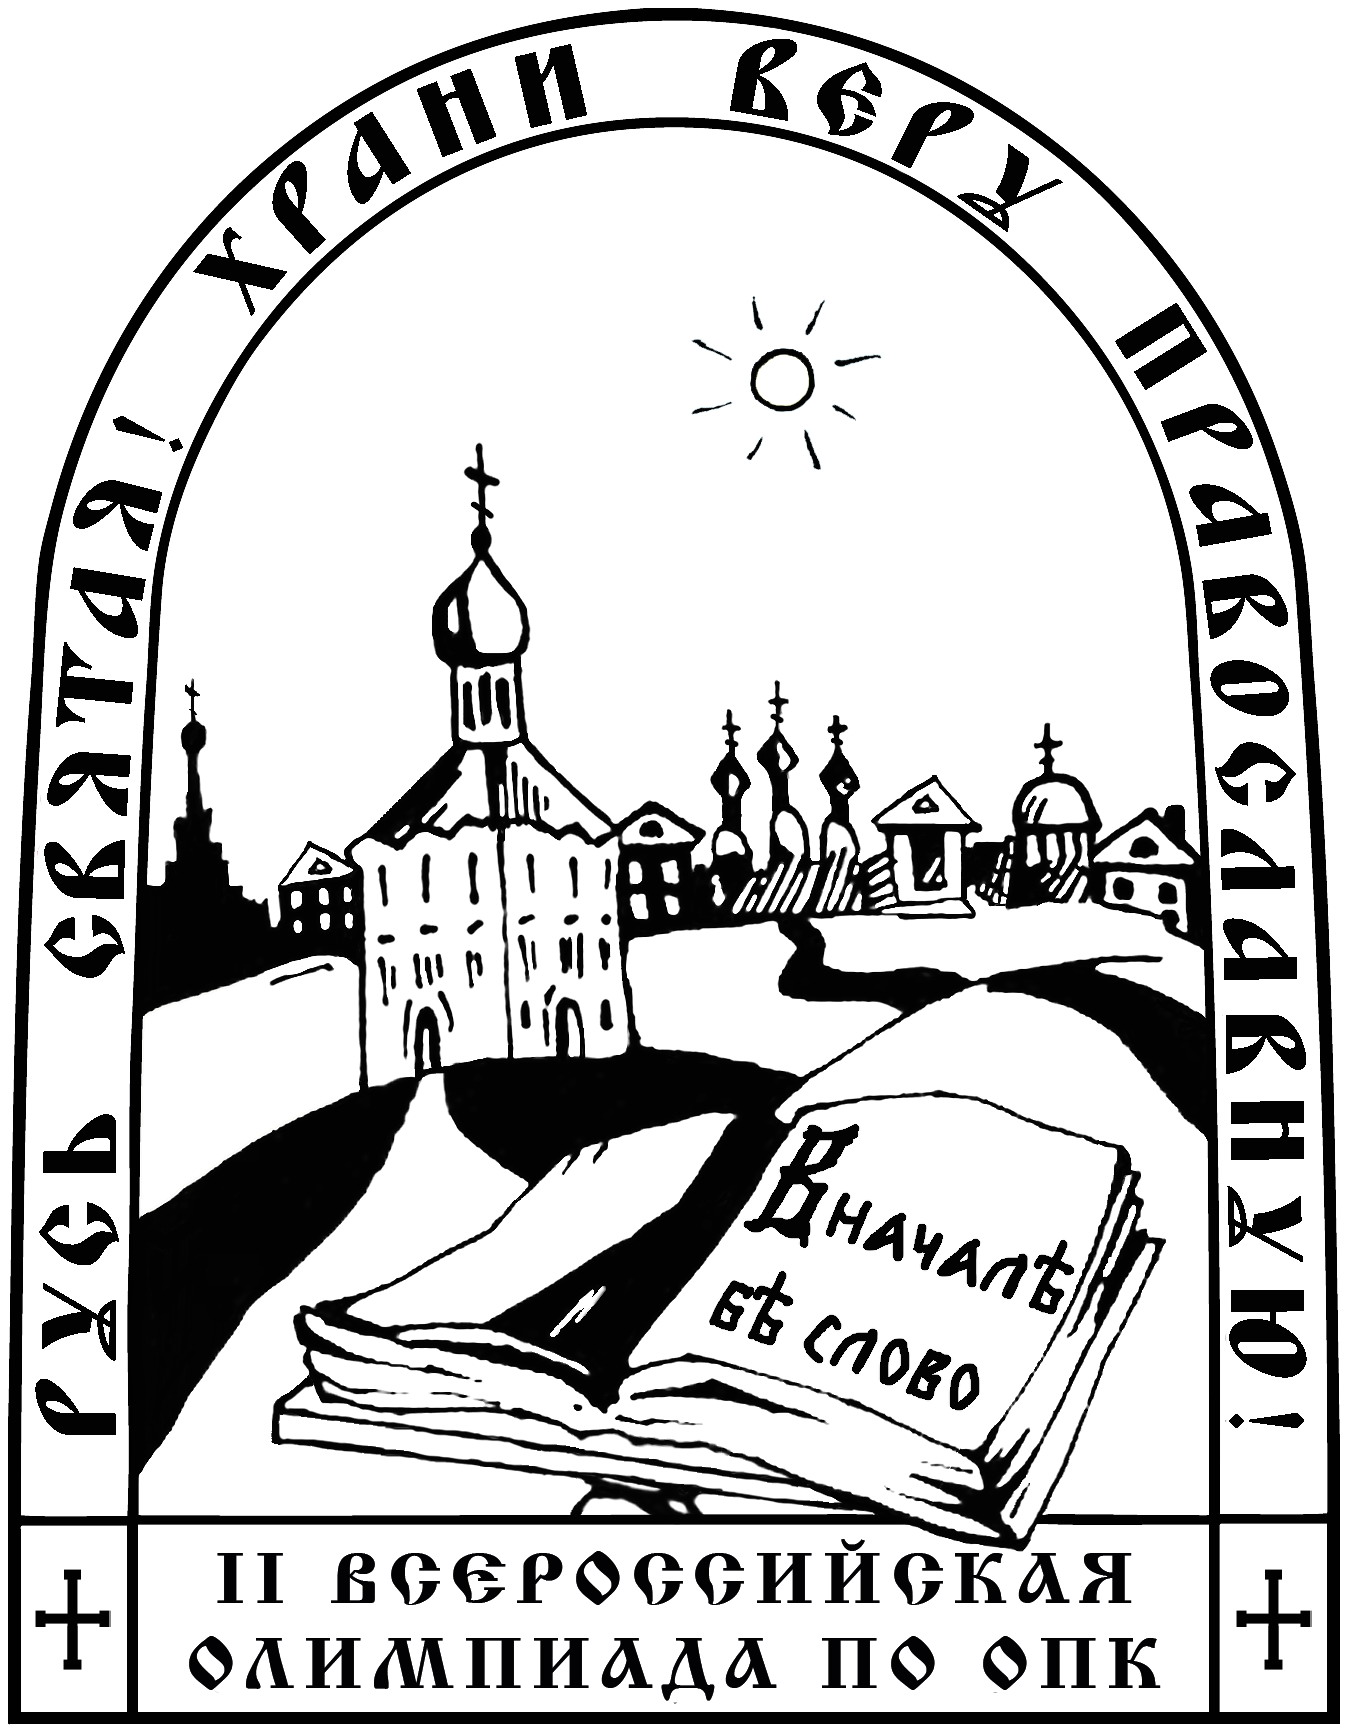 РУСЬ СВЯТАЯ! ХРАНИ ВЕРУ ПРАВОСЛАВНУЮ!
Вначалѣ
бѣ слово
II ВСЕРОССИЙСКАЯ
ОЛИМПИАДА ПО ОПК